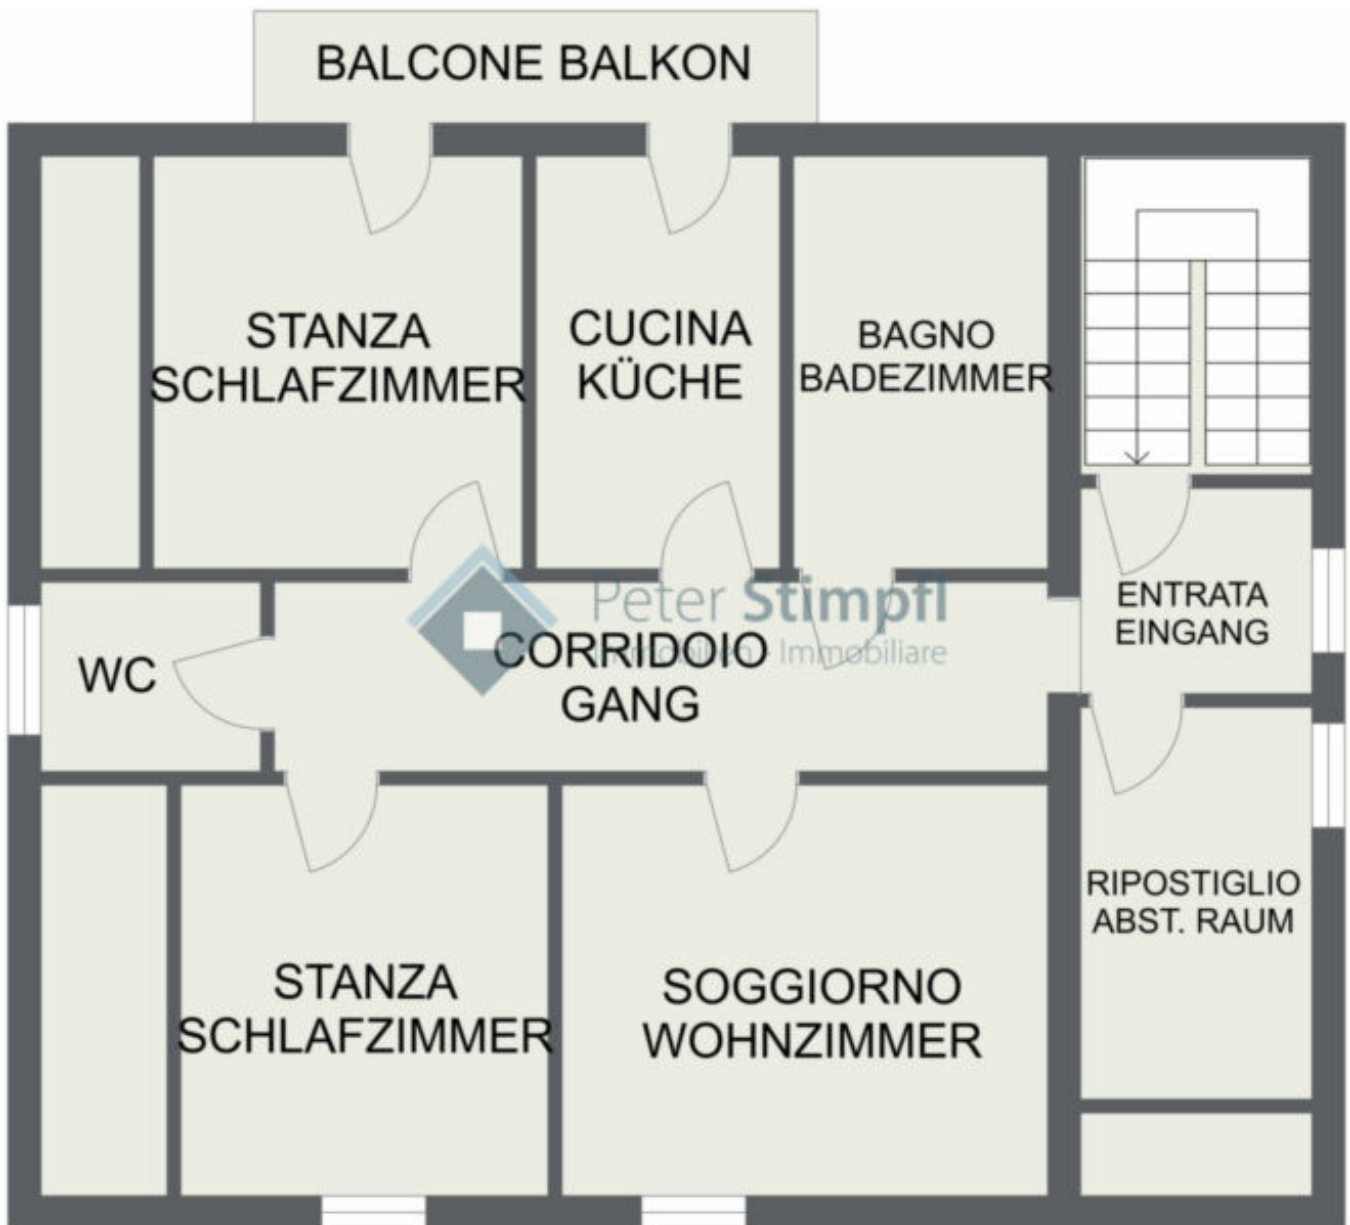 BALCONE BALKON
STANZA
SCHLAFZIMMER
CUCINA
KÜCHE
BAGNO
BADEZIMMER
ENTRATA
EINGANG
Peter Stimpfl
Immobilien - Immobiliare
WC
CORRIDOIO
GANG
RIPOSTIGLIO
ABST. RAUM
STANZA
SCHLAFZIMMER
SOGGIORNO
WOHNZIMMER